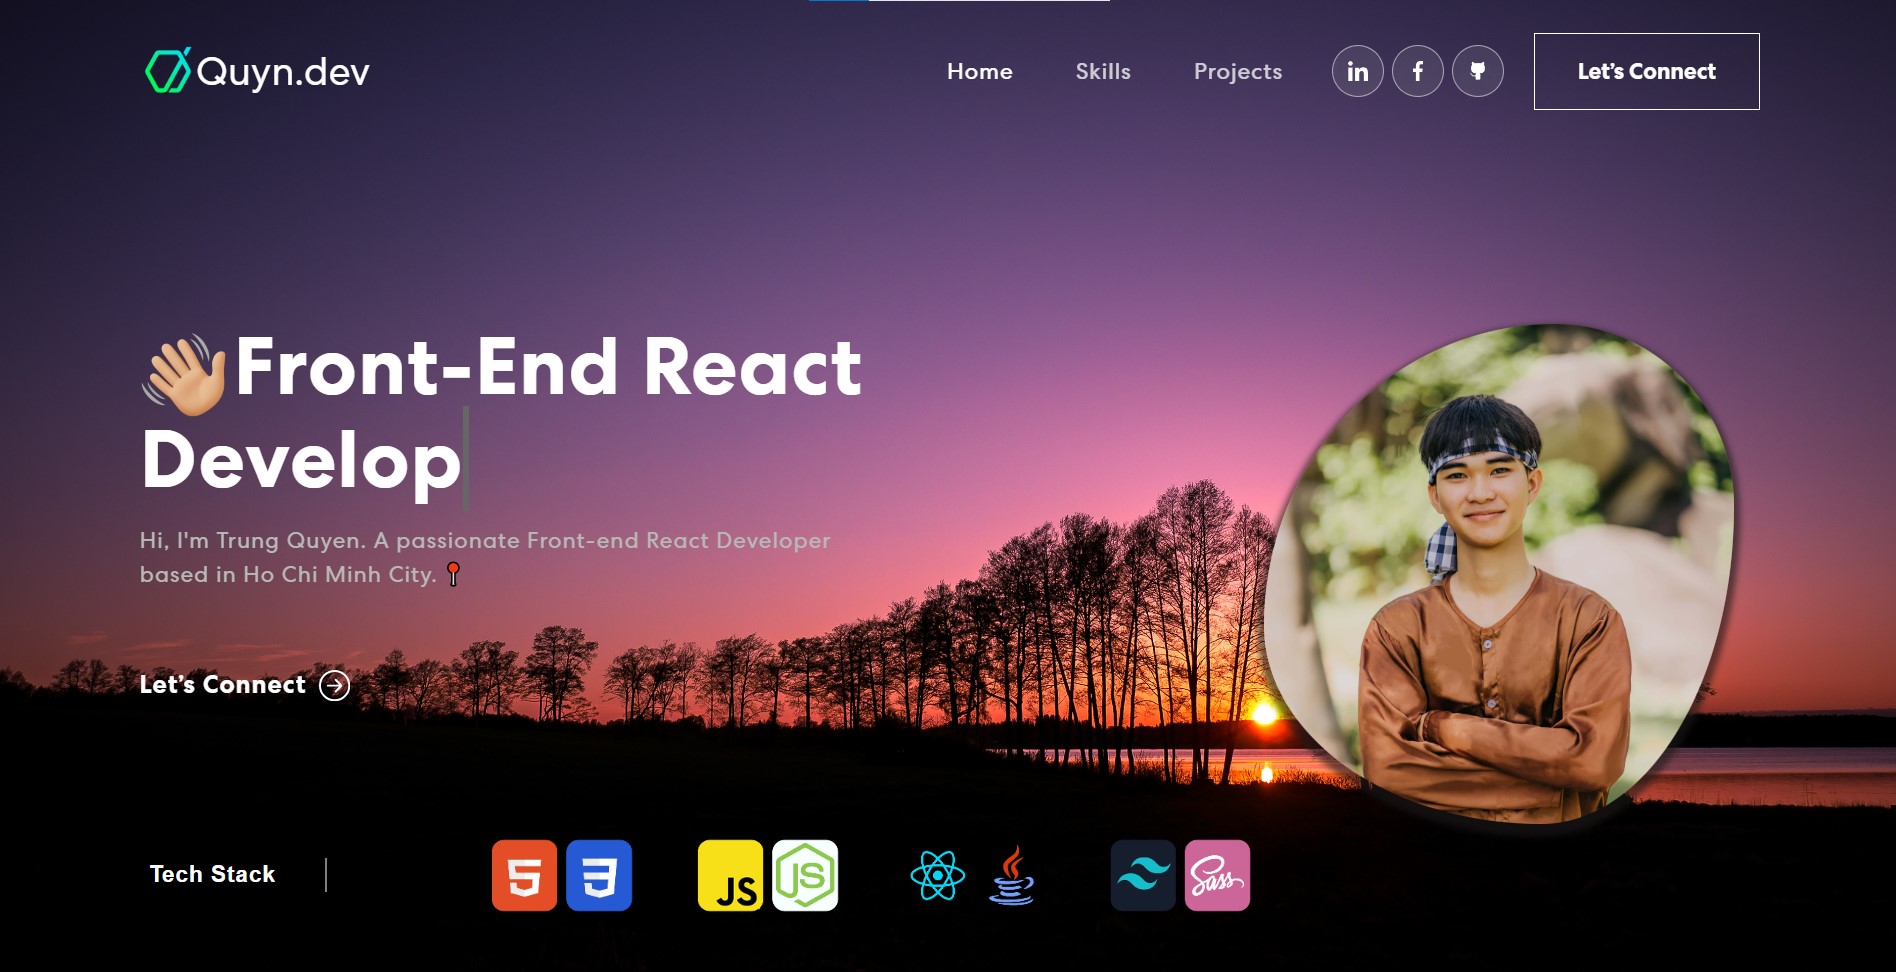 Quyn.dev
Home
Skills
Projects
in
f
Let's Connect
👋Front-End React
Develop
Hi, I'm Trung Quyen. A passionate Front-end React Developer
based in Ho Chi Minh City.📍
Let's Connect
Tech Stack
5
3
JS
JS
Sass